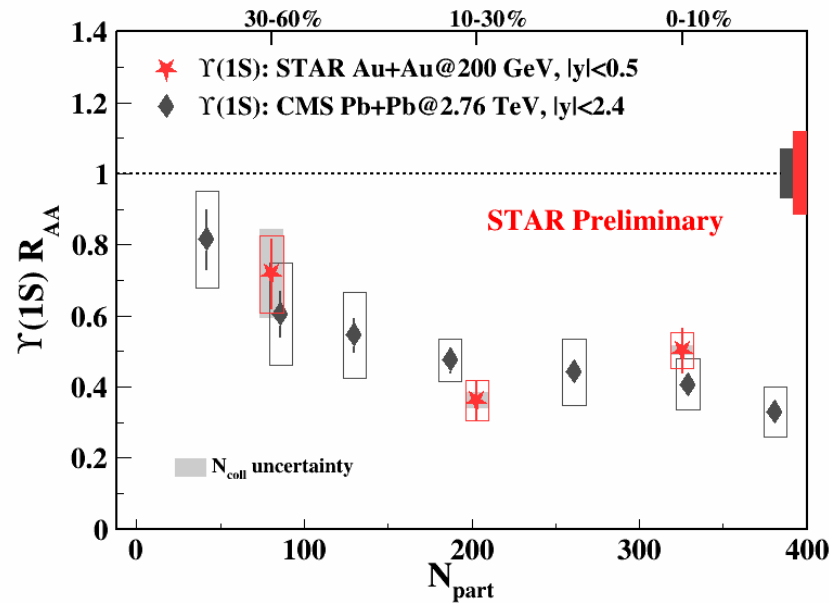 30-60% 10-30% 0-10%
1.4
ϒ(1S): STAR Au+Au@200 GeV, |y|<0.5
ϒ(1S): CMS Pb+Pb@2.76 TeV, |y|<2.4
1.2
1
STAR Preliminary
0.8
ϒ(1S) R_AA
0.6
0.4
0.2
N_coll uncertainty
0
0 100 200 300 400
N_part